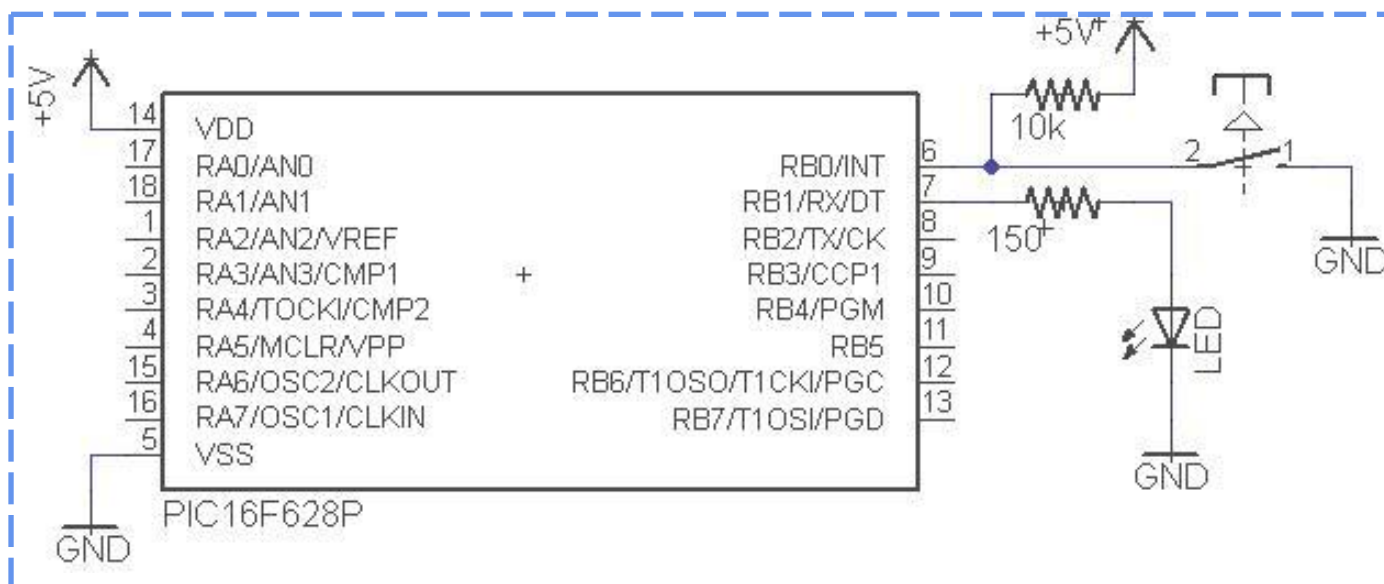 +5V
+5V
10k
14 VDD
17 RA0/AN0
18 RA1/AN1
1 RA2/AN2/VREF
2 RA3/AN3/CMP1
3 RA4/TOCKI/CMP2
4 RA5/MCLR/VPP
15 RA6/OSC2/CLKOUT
16 RA7/OSC1/CLKIN
5 VSS
RB0/INT 6
RB1/RX/DT 7
RB2/TX/CK 8
RB3/CCP1 9
RB4/PGM 10
RB5 11
RB6/T1OSO/T1CKI/PGC 12
RB7/T1OSI/PGD 13
2 1
150
GND
LED
GND
PIC16F628P
GND